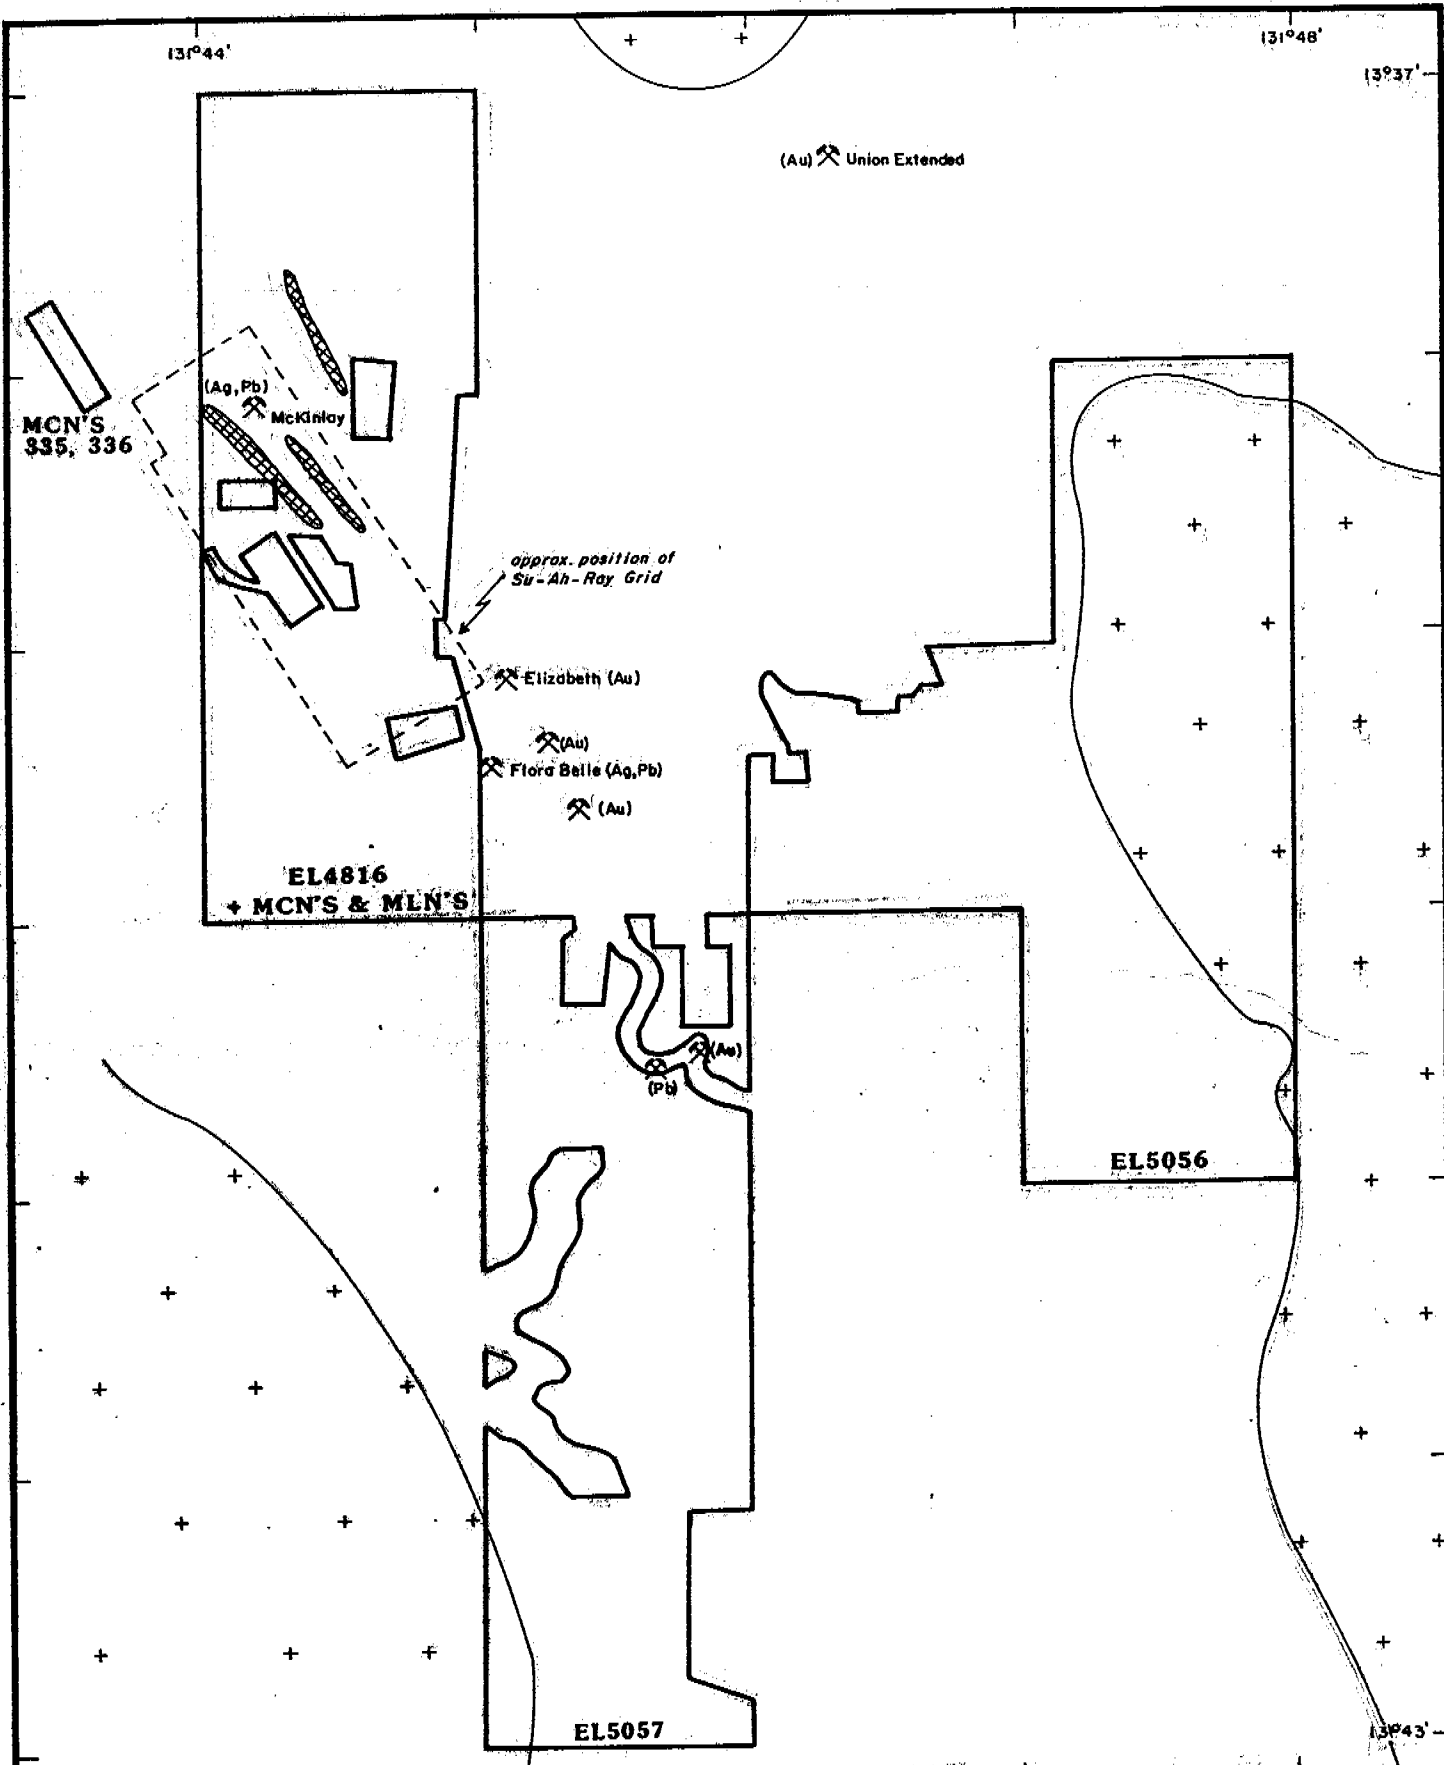 131°44'
131°48'
13°37'
(Au) Union Extended
(Ag,Pb)
McKinlay
MCN'S
335, 336
approx. position of
Su-Ah-Ray Grid
Elizabeth (Au)
(Au)
Flora Belle (Ag,Pb)
(Au)
EL4816
+ MCN'S & MLN'S
(Au)
(Pb)
EL5056
EL5057
13°43'